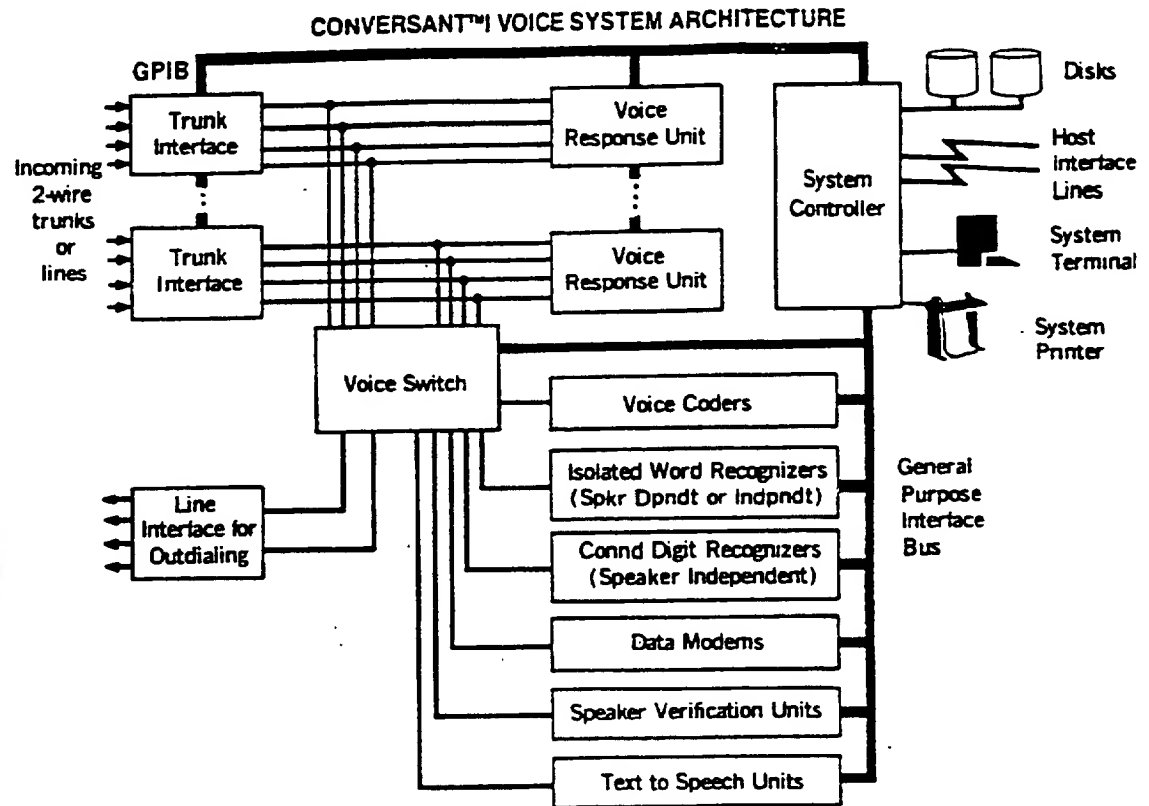 CONVERSANT™I VOICE SYSTEM ARCHITECTURE
GPIB
Trunk
Interface
Voice
Response Unit
Disks
Incoming
2-wire
trunks
or
lines
Host
Interface
Lines
System
Controller
Trunk
Interface
Voice
Response Unit
System
Terminal
System
Printer
Voice Switch
Voice Coders
Isolated Word Recognizers
(Spkr Dpndt or Indpndt)
General
Purpose
Interface
Bus
Line
Interface for
Outdialing
Connd Digit Recognizers
(Speaker Independent)
Data Modems
Speaker Verification Units
Text to Speech Units